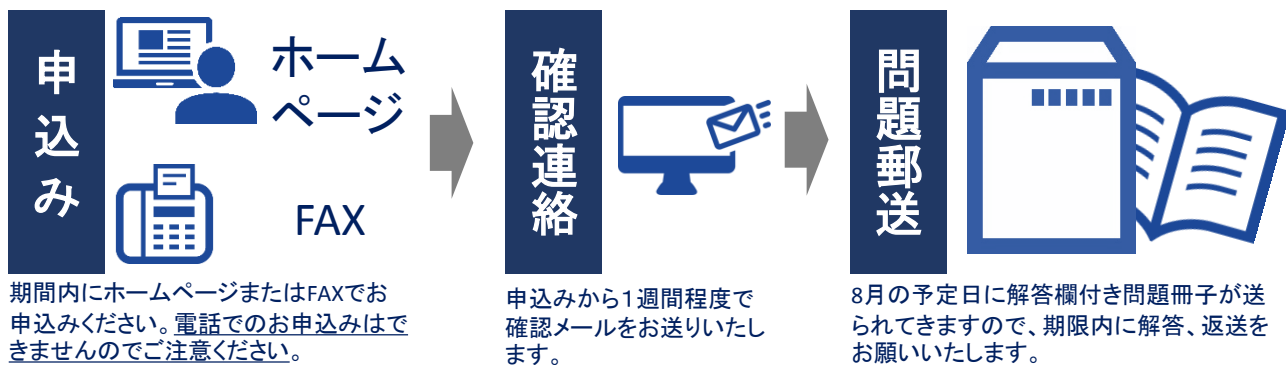 申込み
ホーム
ページ
FAX
期間内にホームページまたはFAXでお
申込みください。電話でのお申込みはで
きませんのでご注意ください。
確認連絡
申込みから１週間程度で
確認メールをお送りいたし
ます。
問題郵送
8月の予定日に解答欄付き問題冊子が送
られてきますので、期限内に解答、返送を
お願いいたします。